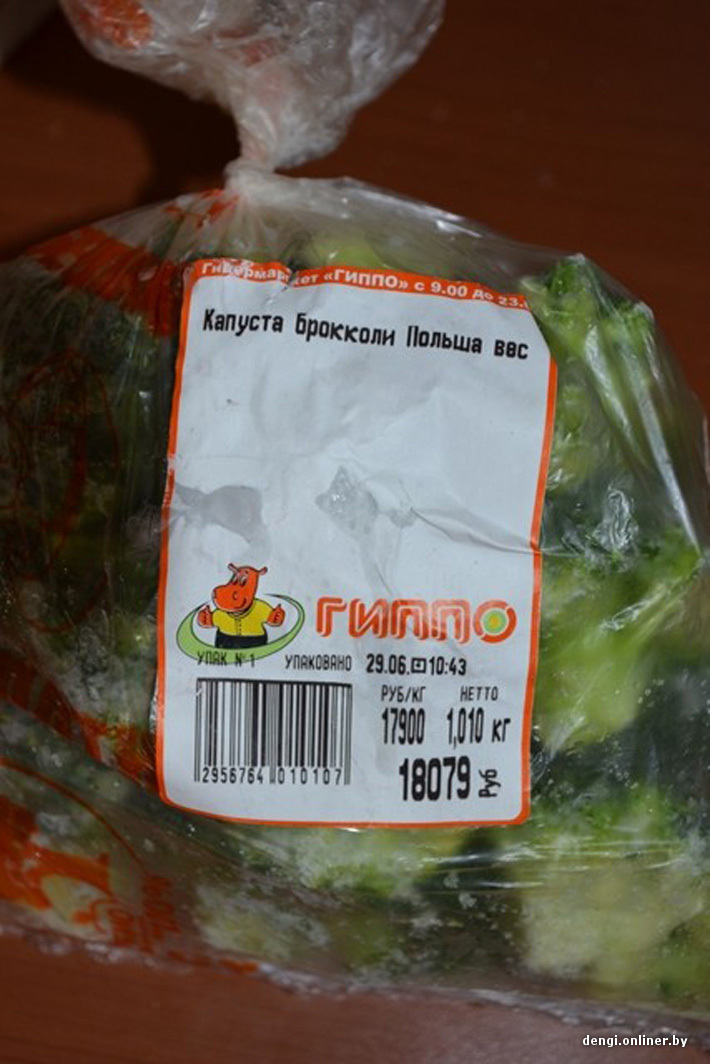 Гипермаркет «ГИППО» с 9.00 до 23.
Капуста брокколи Польша вес
ГИППО
УПАК №1 УПАКОВАНО 29.06. 10:43
РУБ/КГ НЕТТО
17900 1,010 кг
2956764 010107
18079 Руб
dengi.onliner.by